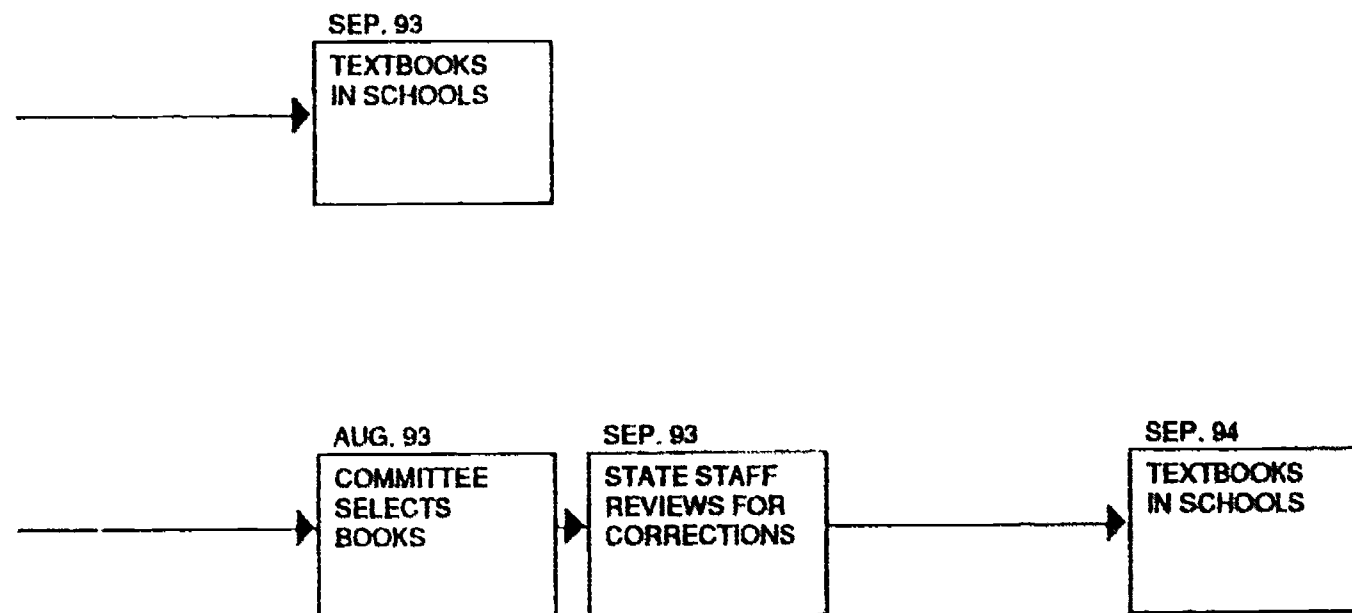 SEP. 93
TEXTBOOKS
IN SCHOOLS
AUG. 93
COMMITTEE
SELECTS
BOOKS
SEP. 93
STATE STAFF
REVIEWS FOR
CORRECTIONS
SEP. 94
TEXTBOOKS
IN SCHOOLS